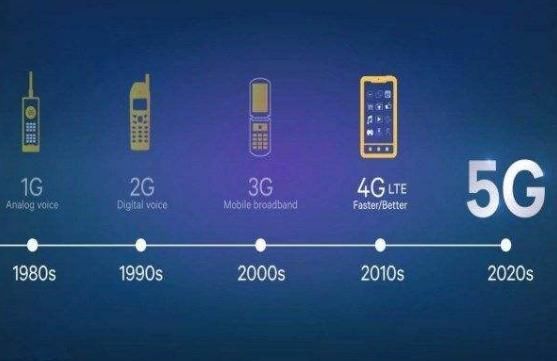 1G
Analog voice
2G
Digital voice
3G
Mobile broadband
4G LTE
Faster/Better
5G
1980s
1990s
2000s
2010s
2020s